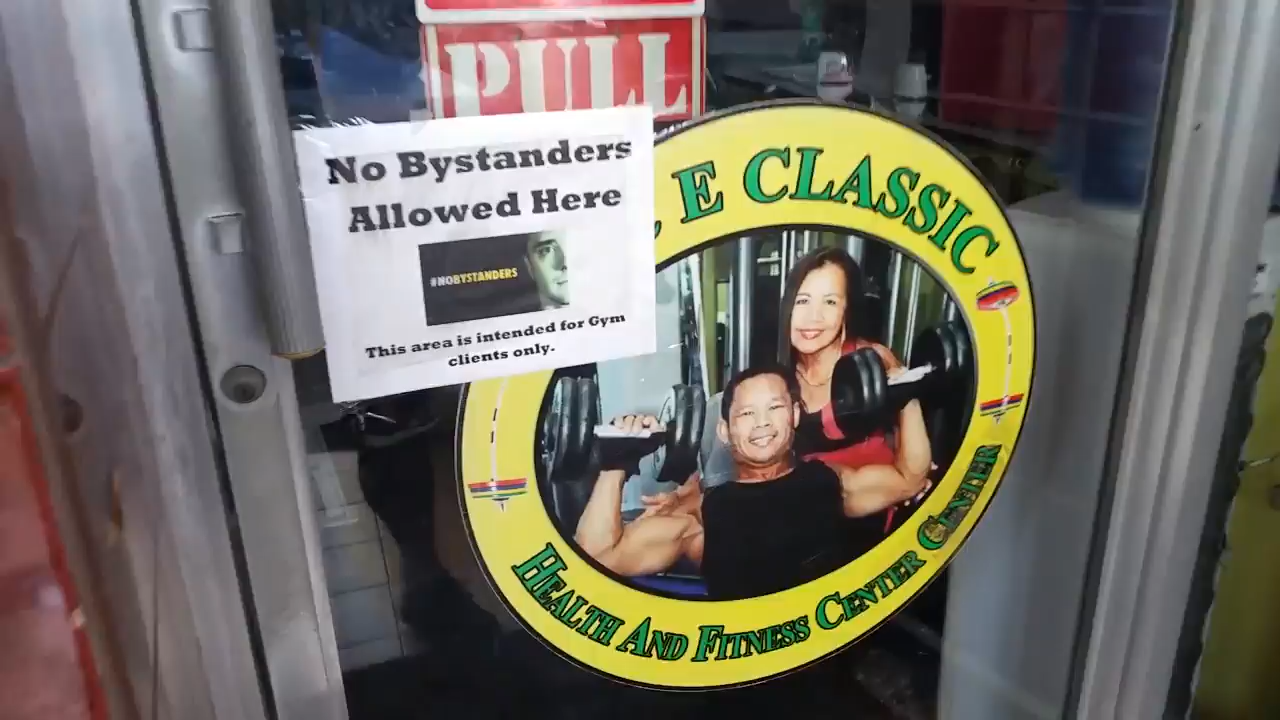 PULL
No Bystanders
Allowed Here
#NOBYSTANDERS
This area is intended for Gym
clients only.
E CLASSIC
HEALTH AND FITNESS CENTER CENTER